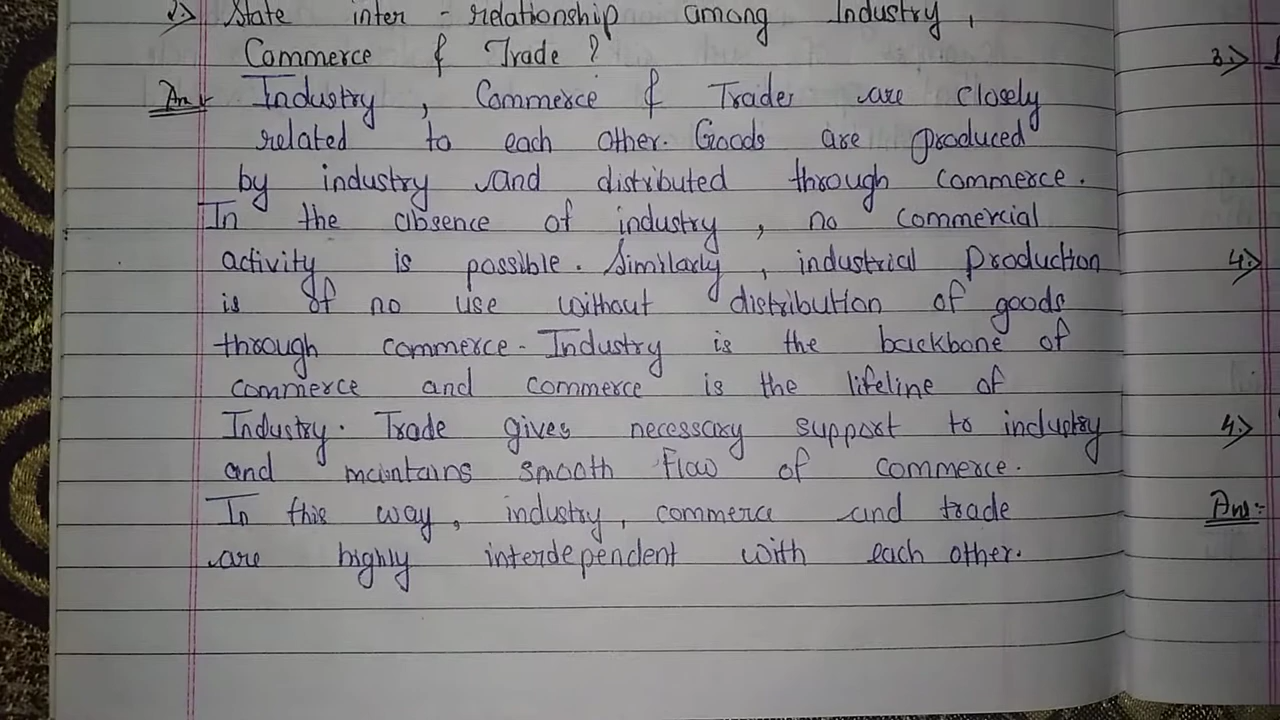 2.> State inter - relationship among Industry,
Commerce & Trade ?
Ans Industry, Commerce & Trades are closely
related to each other. Goods are produced
by industry and distributed through commerce.
In the absence of industry, no commercial
activity is possible. Similarly, industrial production
is of no use without distribution of goods
through commerce. Industry is the backbone of
commerce and commerce is the lifeline of
Industry. Trade gives necessary support to industry
and maintains smooth flow of commerce.
In this way, industry, commerce and trade
are highly interdependent with each other.
3.>
4.>
4.>
Ans:-